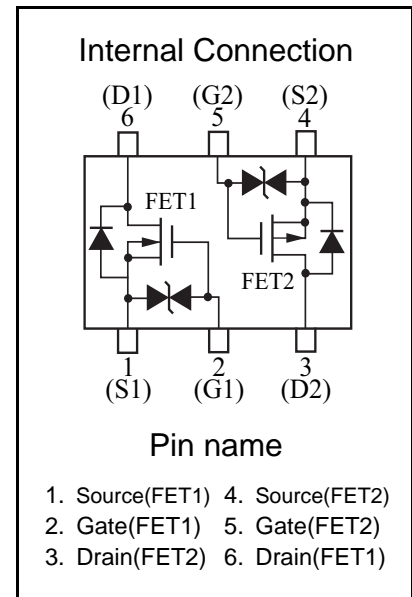 Internal Connection
(D1) (G2) (S2)
6 5 4
FET1
FET2
1 2 3
(S1) (G1) (D2)
Pin name
1. Source(FET1) 4. Source(FET2)
2. Gate(FET1) 5. Gate(FET2)
3. Drain(FET2) 6. Drain(FET1)